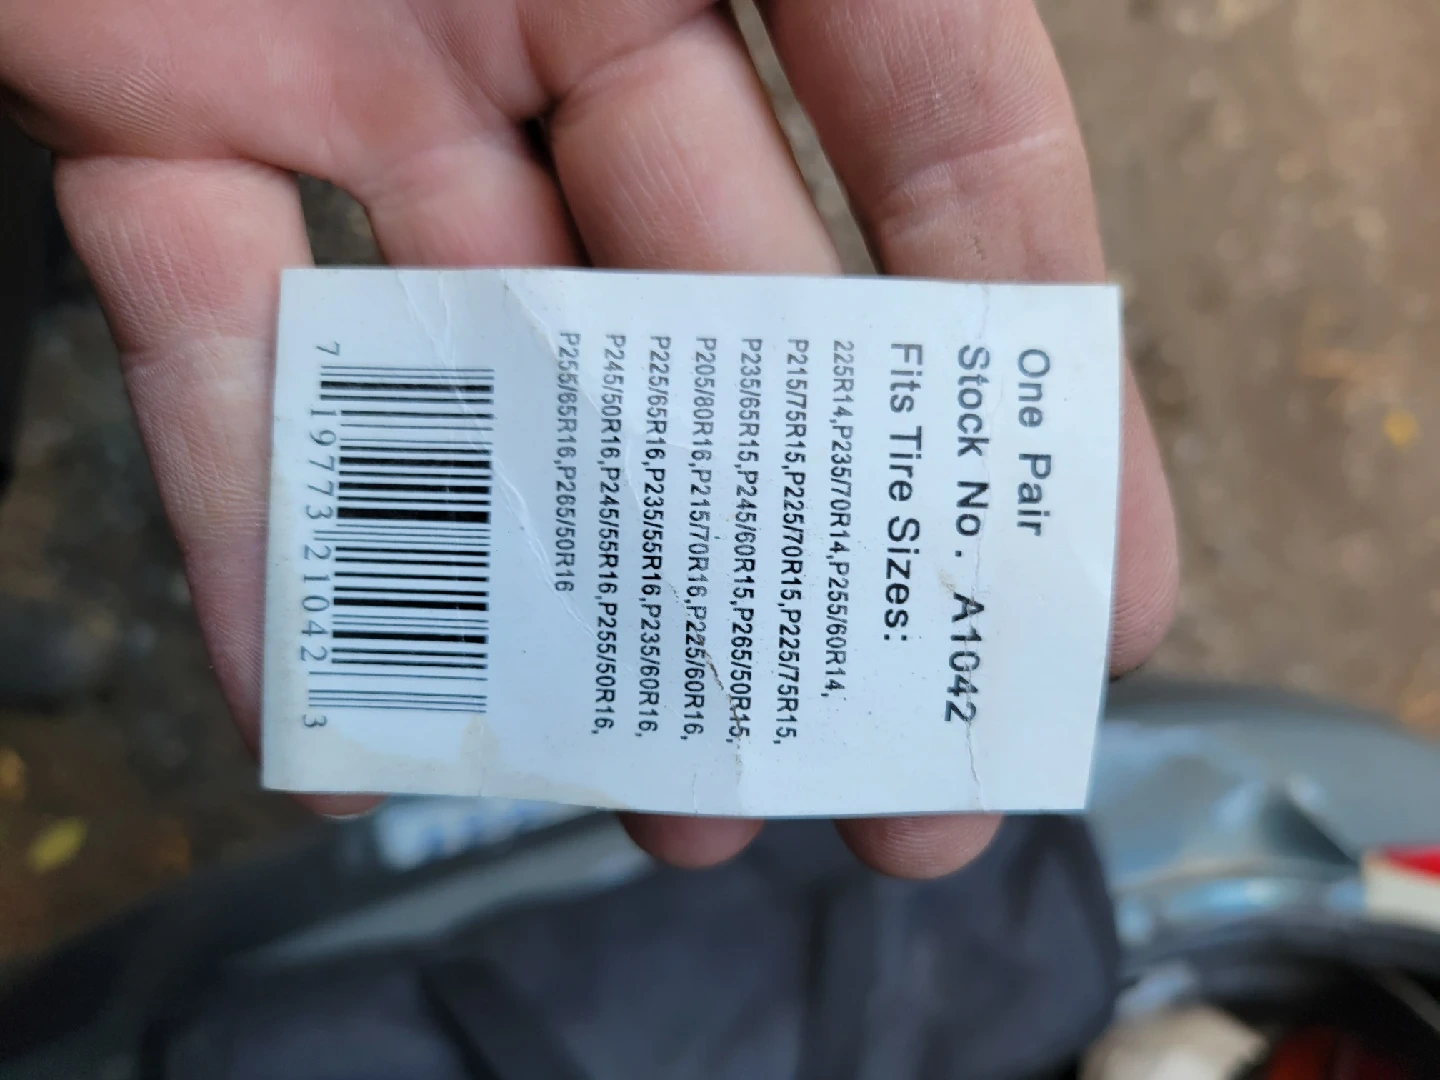 One Pair
Stock No. A1042
Fits Tire Sizes:
225R14,P235/70R14,P255/60R14,
P215/75R15,P225/70R15,P225/75R15,
P235/65R15,P245/60R15,P265/50R15,
P205/80R16,P215/70R16,P225/60R16,
P225/65R16,P235/55R16,P235/60R16,
P245/50R16,P245/55R16,P255/50R16,
P255/65R16,P265/50R16
7 19773 21042 3